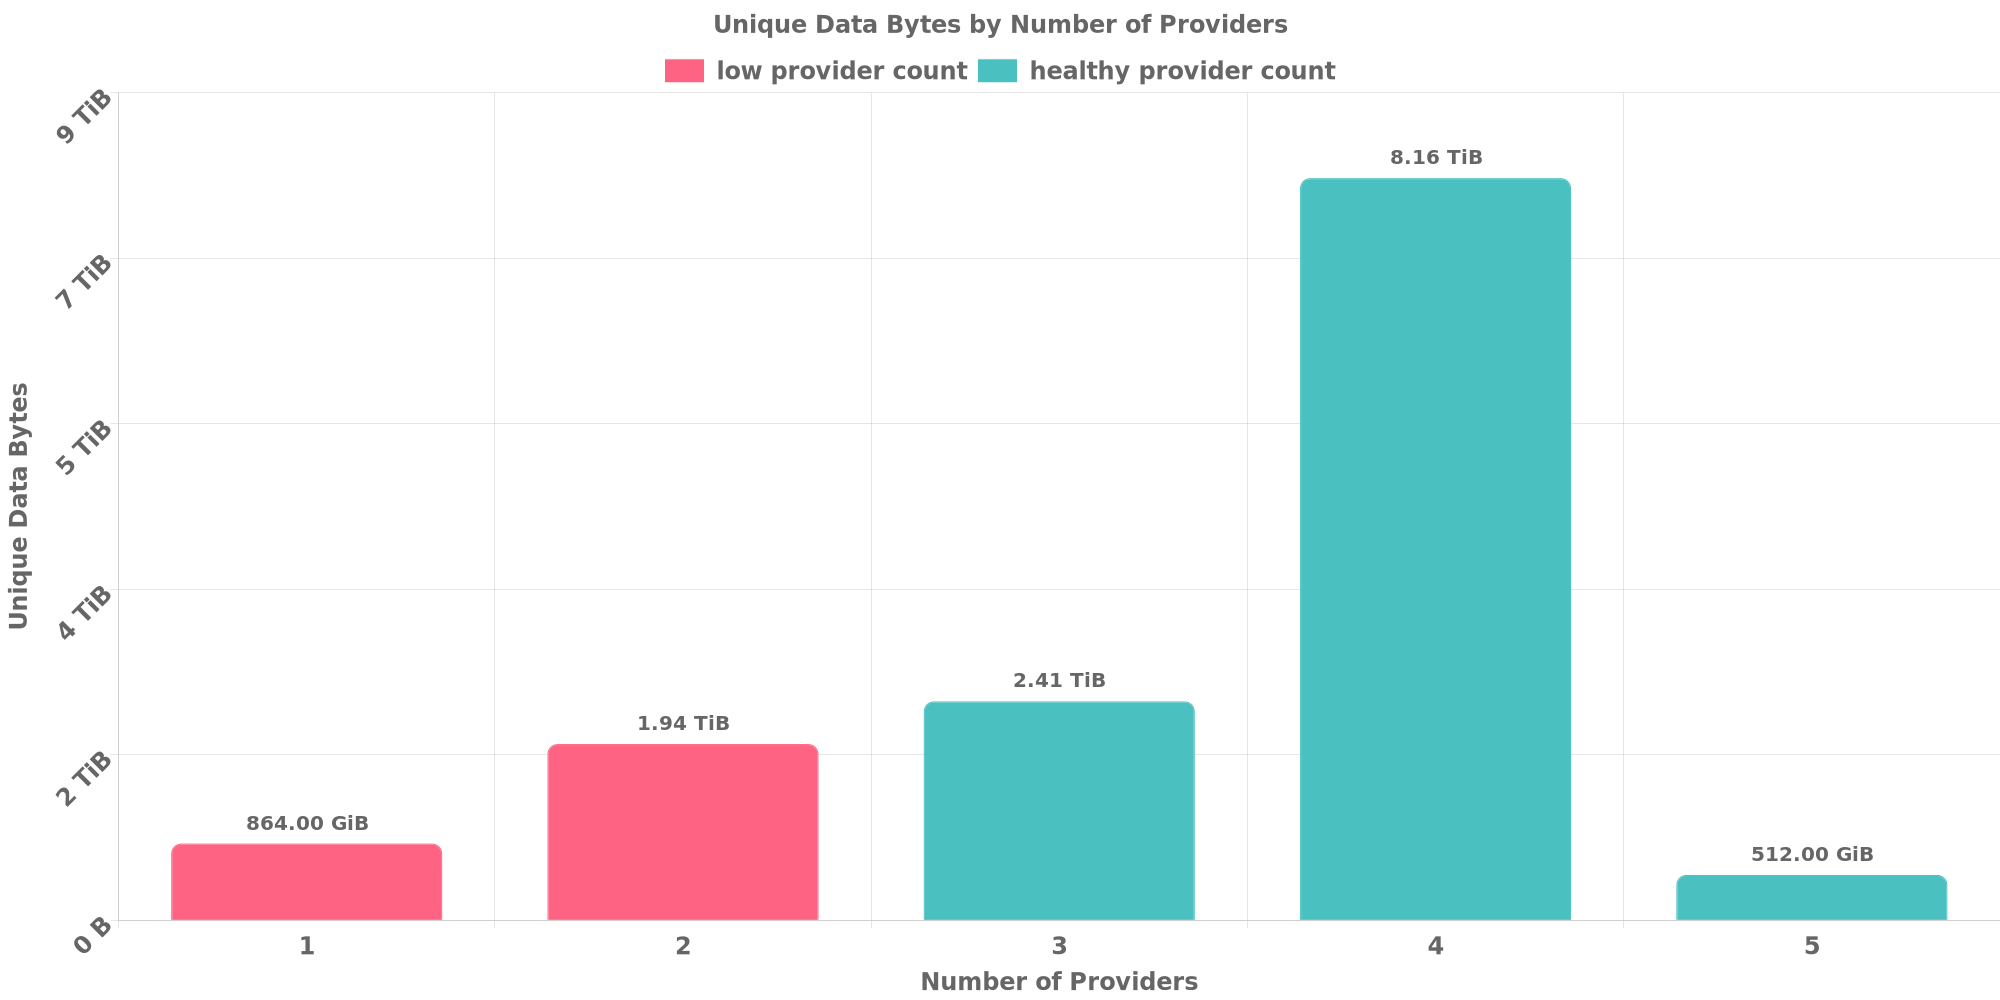 Unique Data Bytes by Number of Providers
low provider count
healthy provider count
Unique Data Bytes
9 TiB
7 TiB
5 TiB
4 TiB
2 TiB
0 B
864.00 GiB
1.94 TiB
2.41 TiB
8.16 TiB
512.00 GiB
1
2
3
4
5
Number of Providers